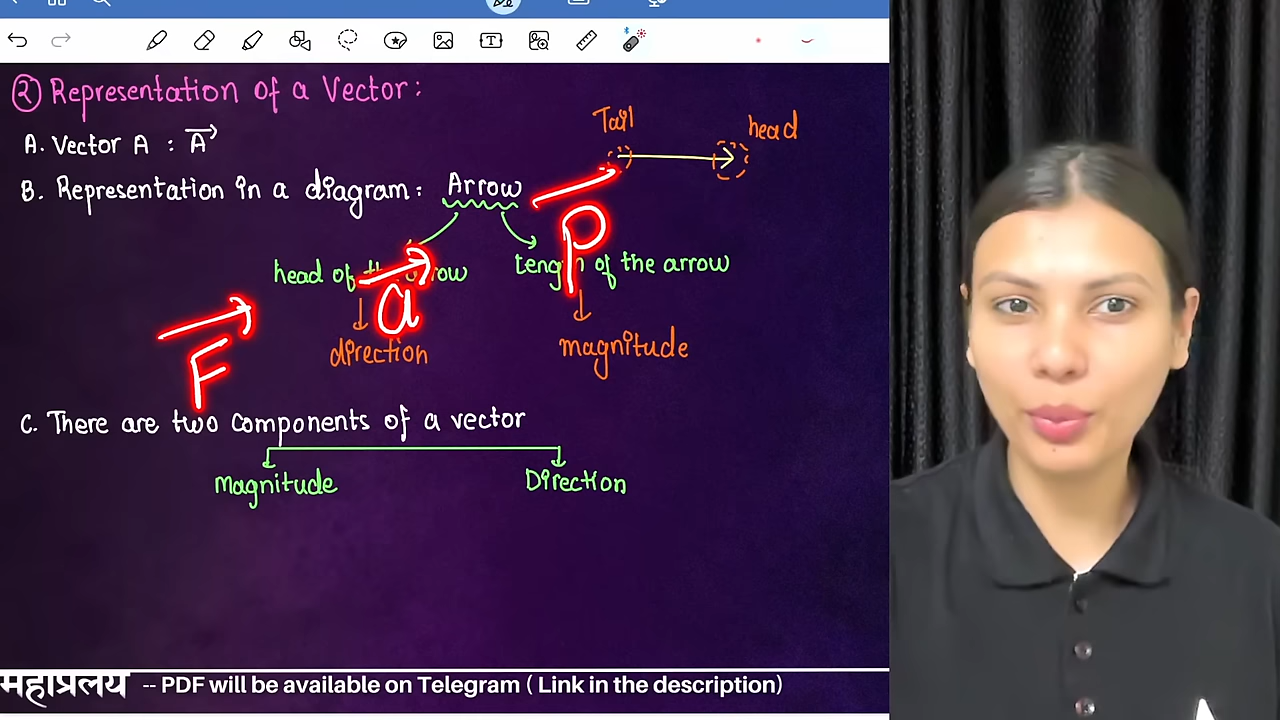 ② Representation of a Vector:
Tail
head
A. Vector A : A⃗
B. Representation in a diagram: Arrow
P
head of the arrow
length of the arrow
a⃗
F⃗
direction
magnitude
C. There are two components of a vector
Magnitude
Direction
महाप्रलय -- PDF will be available on Telegram ( Link in the description)